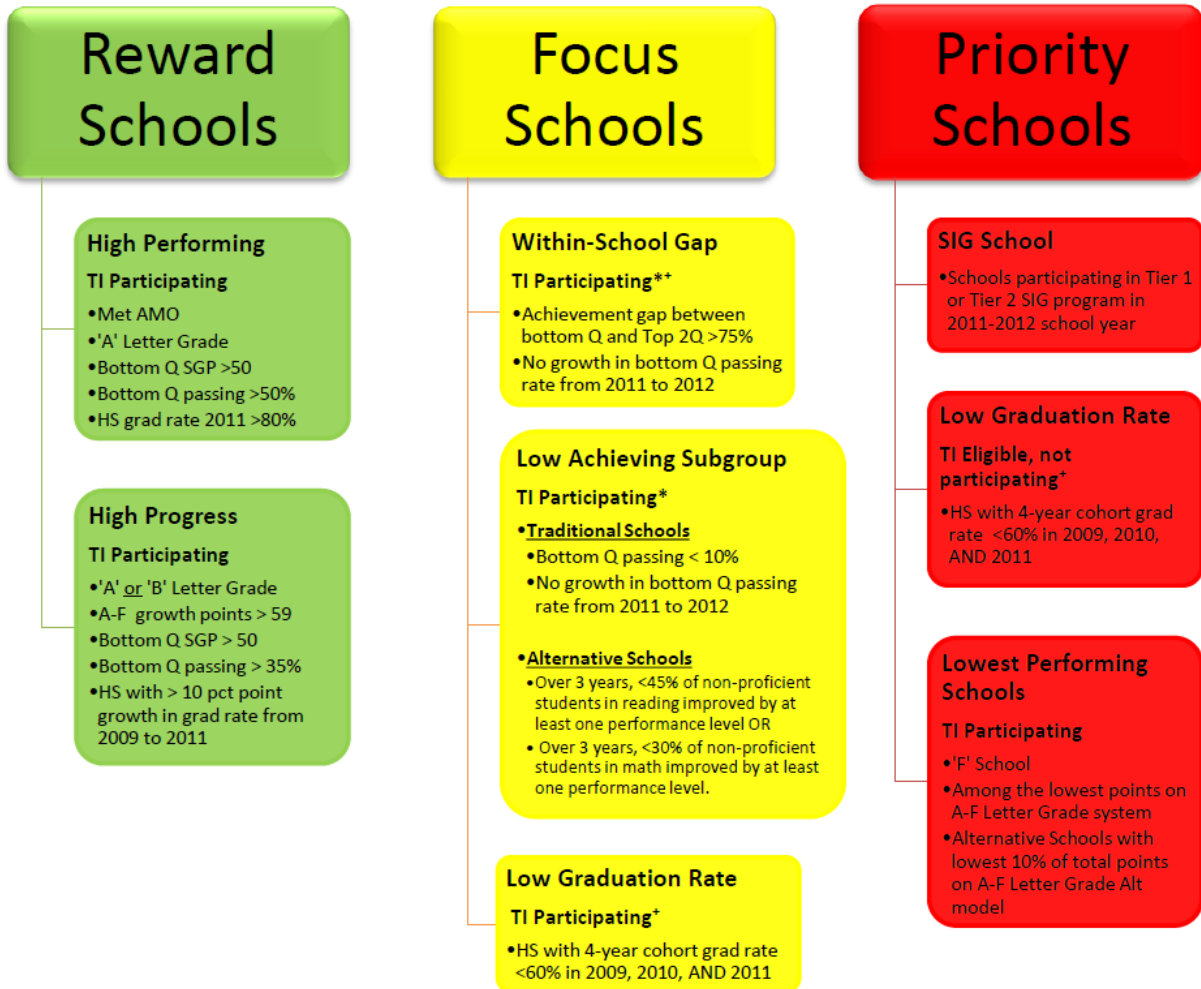 Reward
Schools
High Performing
TI Participating
•Met AMO
•'A' Letter Grade
•Bottom Q SGP >50
•Bottom Q passing >50%
•HS grad rate 2011 >80%
High Progress
TI Participating
•'A' or 'B' Letter Grade
•A-F growth points > 59
•Bottom Q SGP > 50
•Bottom Q passing > 35%
•HS with > 10 pct point
growth in grad rate from
2009 to 2011
Focus
Schools
Within-School Gap
TI Participating*⁺
•Achievement gap between
bottom Q and Top 2Q >75%
•No growth in bottom Q passing
rate from 2011 to 2012
Low Achieving Subgroup
TI Participating*
•Traditional Schools
•Bottom Q passing < 10%
•No growth in bottom Q passing
rate from 2011 to 2012
•Alternative Schools
•Over 3 years, <45% of non-proficient
students in reading improved by at
least one performance level OR
• Over 3 years, <30% of non-proficient
students in math improved by at least
one performance level.
Low Graduation Rate
TI Participating⁺
•HS with 4-year cohort grad rate
<60% in 2009, 2010, AND 2011
Priority
Schools
SIG School
•Schools participating in Tier 1
or Tier 2 SIG program in
2011-2012 school year
Low Graduation Rate
TI Eligible, not
participating⁺
•HS with 4-year cohort grad
rate <60% in 2009, 2010,
AND 2011
Lowest Performing
Schools
TI Participating
•'F' School
•Among the lowest points on
A-F Letter Grade system
•Alternative Schools with
lowest 10% of total points
on A-F Letter Grade Alt
model